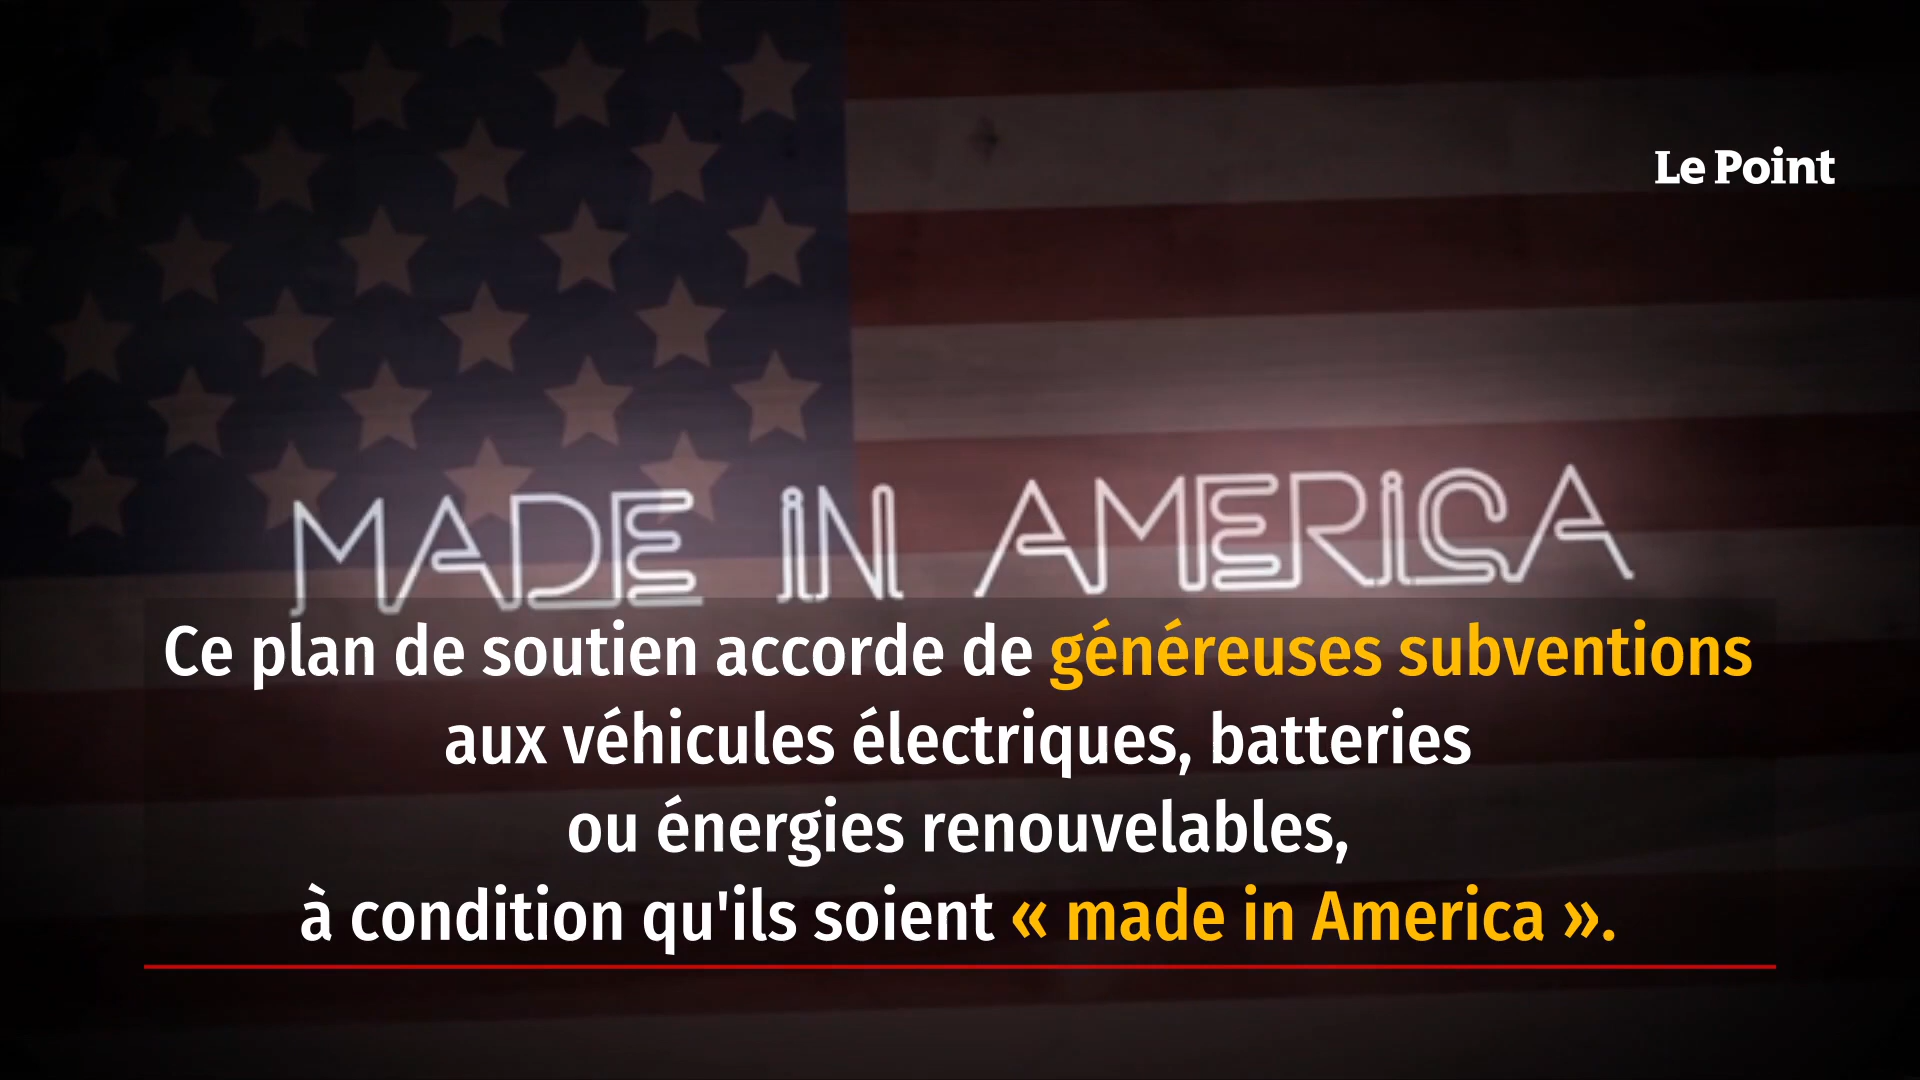 Le Point
MADE IN AMERICA
Ce plan de soutien accorde de généreuses subventions
aux véhicules électriques, batteries
ou énergies renouvelables,
à condition qu'ils soient « made in America ».